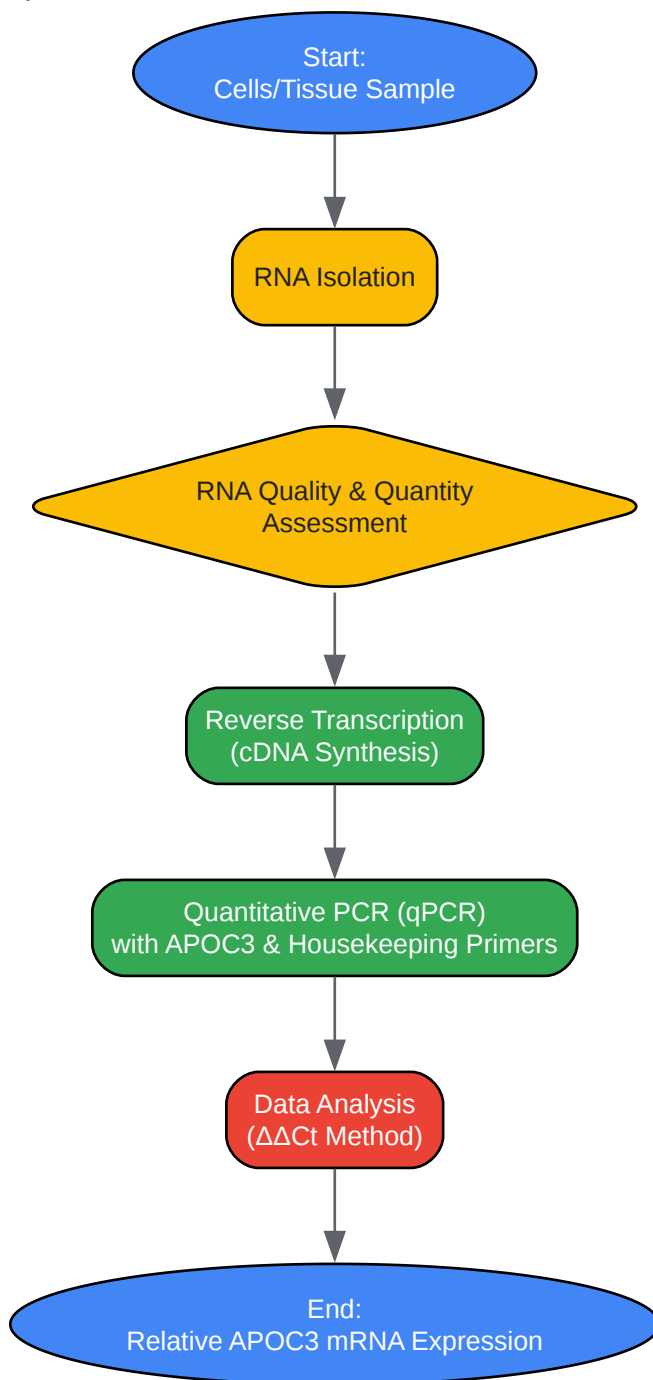 Start:
Cells/Tissue Sample
RNA Isolation
RNA Quality & Quantity
Assessment
Reverse Transcription
(cDNA Synthesis)
Quantitative PCR (qPCR)
with APOC3 & Housekeeping Primers
Data Analysis
(ΔΔCt Method)
End:
Relative APOC3 mRNA Expression